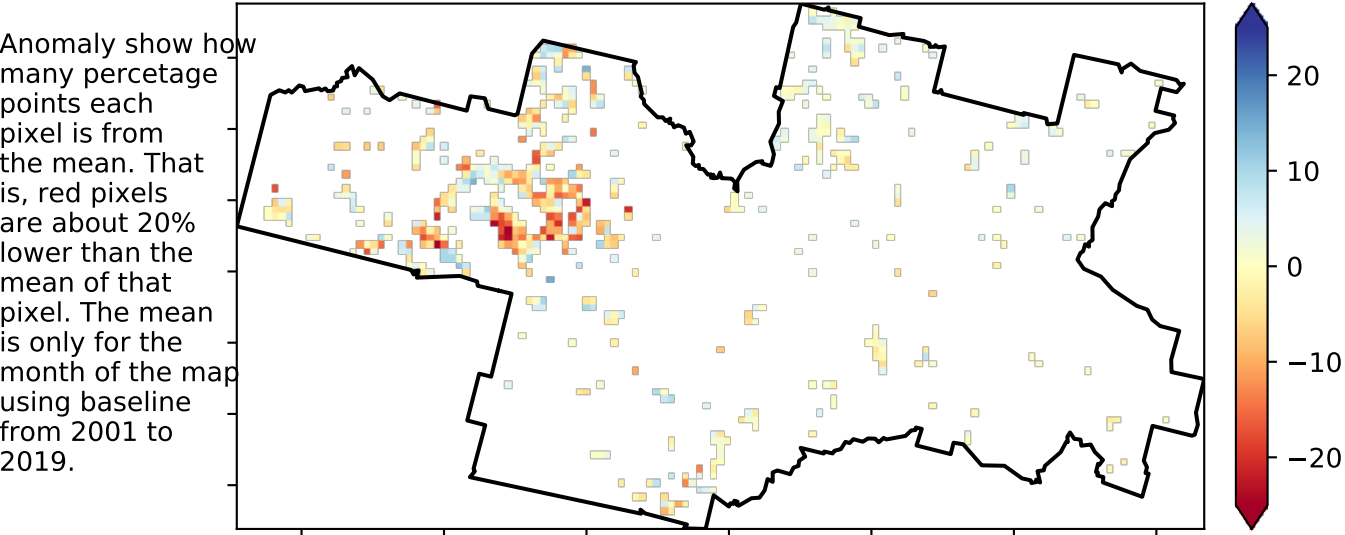 Anomaly show how
many percetage
points each
pixel is from
the mean. That
is, red pixels
are about 20%
lower than the
mean of that
pixel. The mean
is only for the
month of the map
using baseline
from 2001 to
2019.
20
10
0
−10
−20